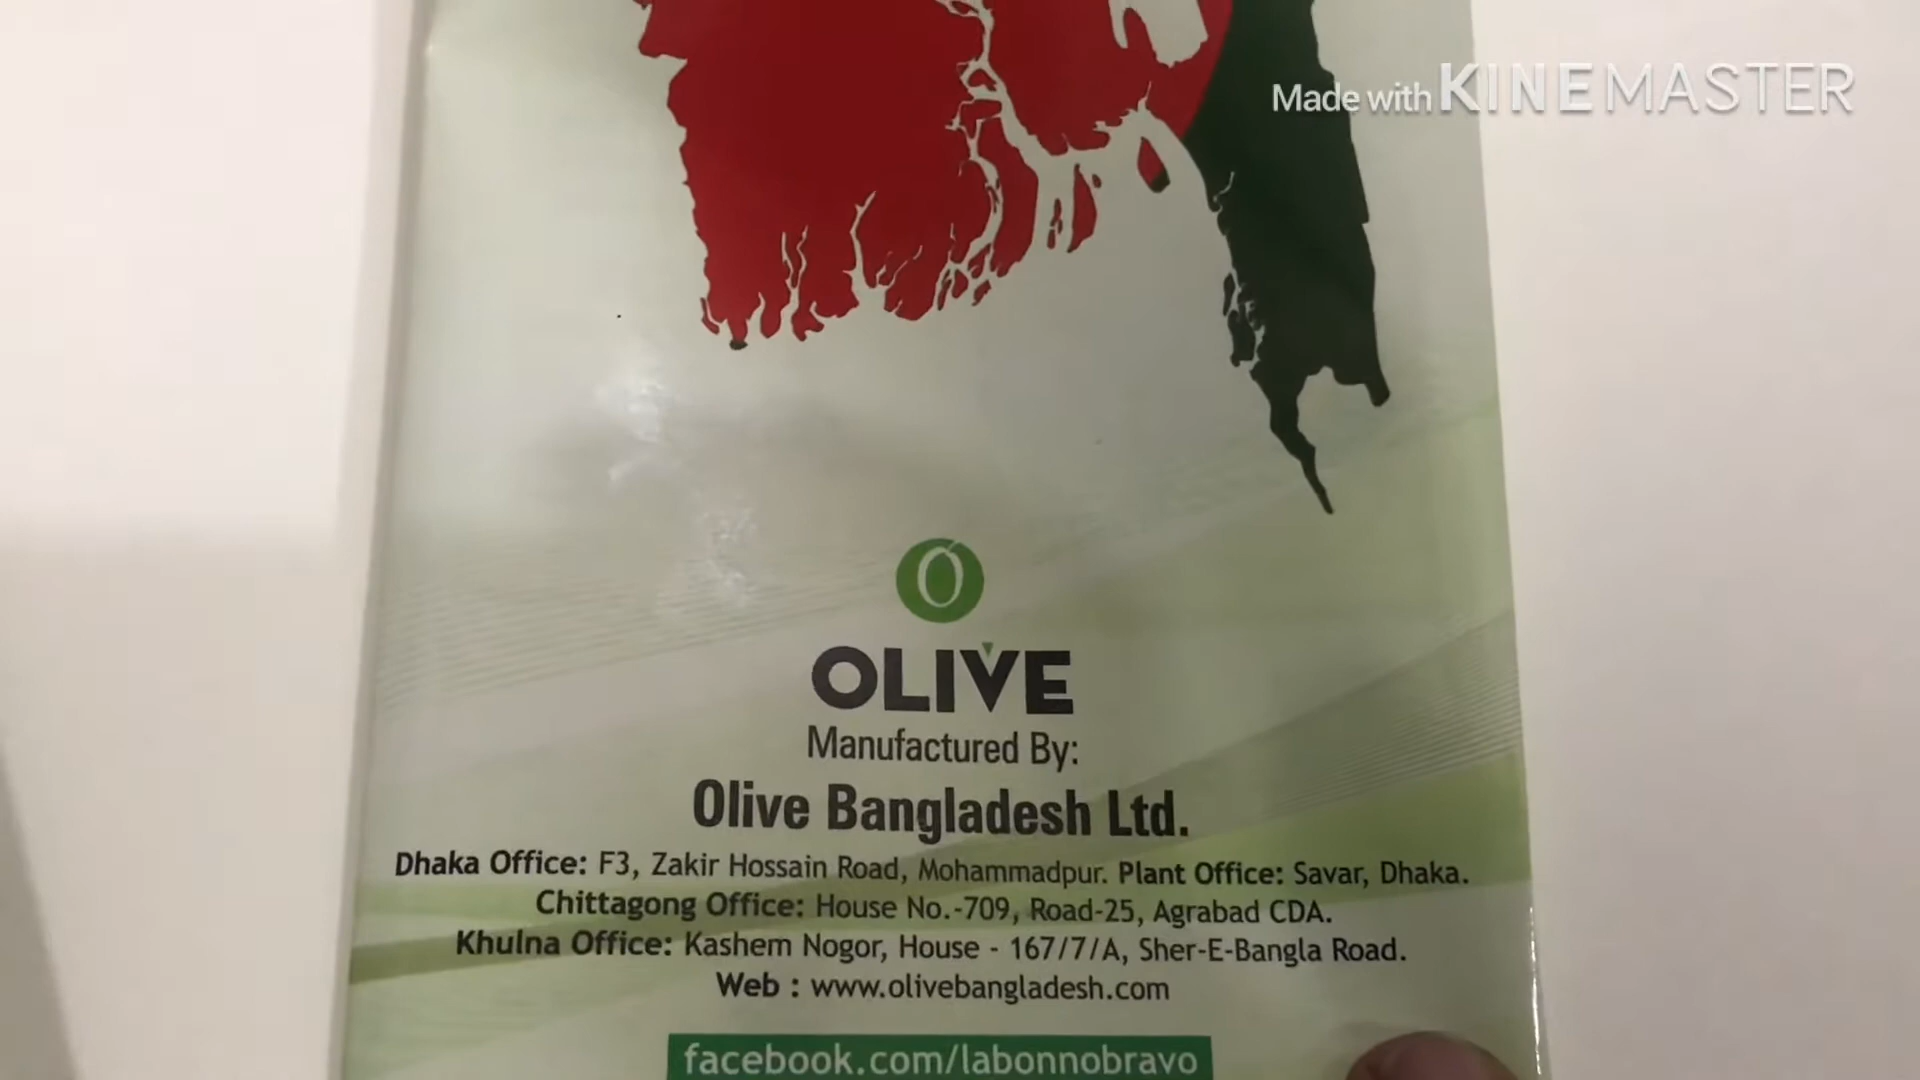 Made with KINEMASTER
OLIVE
Manufactured By:
Olive Bangladesh Ltd.
Dhaka Office: F3, Zakir Hossain Road, Mohammadpur. Plant Office: Savar, Dhaka.
Chittagong Office: House No.-709, Road-25, Agrabad CDA.
Khulna Office: Kashem Nogor, House - 167/7/A, Sher-E-Bangla Road.
Web : www.olivebangladesh.com
facebook.com/labonnobravo